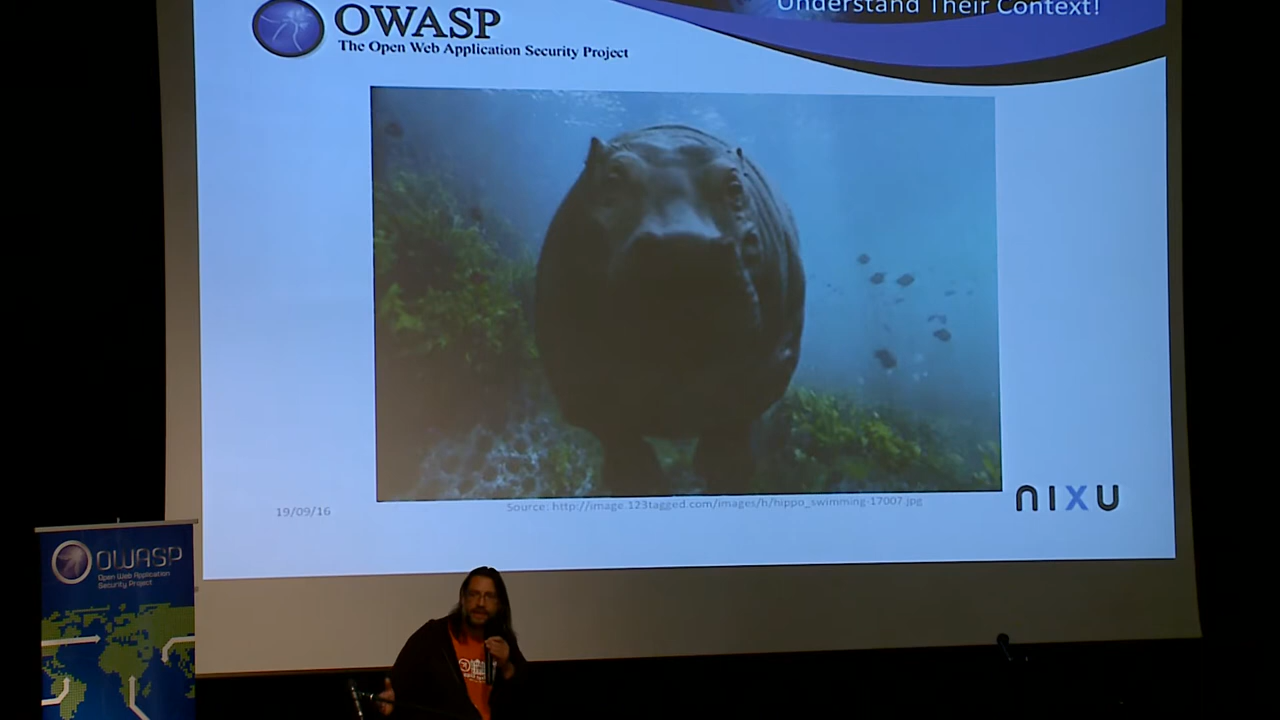 Understand Their Context!
OWASP
The Open Web Application Security Project
Source: http://image.123tagged.com/images/h/hippo_swimming-17007.jpg
19/09/16
NIXU
OWASP
Open Web Application
Security Project